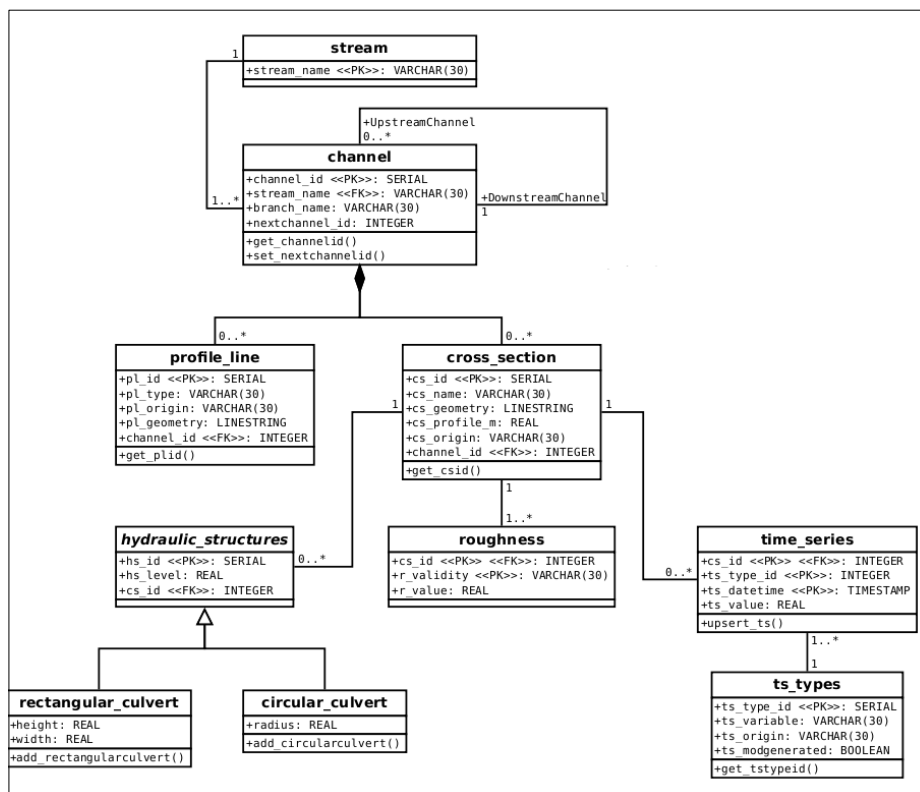 stream
+stream_name <<PK>>: VARCHAR(30)
1
+UpstreamChannel
0..*
channel
+channel_id <<PK>>: SERIAL
+stream_name <<FK>>: VARCHAR(30)
+branch_name: VARCHAR(30)
+nextchannel_id: INTEGER
+get_channelid()
+set_nextchannelid()
1..*
+DownstreamChannel
1
0..*
0..*
profile_line
+pl_id <<PK>>: SERIAL
+pl_type: VARCHAR(30)
+pl_origin: VARCHAR(30)
+pl_geometry: LINESTRING
+channel_id <<FK>>: INTEGER
+get_plid()
cross_section
+cs_id <<PK>>: SERIAL
+cs_name: VARCHAR(30)
+cs_geometry: LINESTRING
+cs_profile_m: REAL
+cs_origin: VARCHAR(30)
+channel_id <<FK>>: INTEGER
+get_csid()
1
1
1
1..*
hydraulic_structures
+hs_id <<PK>>: SERIAL
+hs_level: REAL
+cs_id <<FK>>: INTEGER
0..*
roughness
+cs_id <<PK>> <<FK>>: INTEGER
+r_validity <<PK>>: VARCHAR(30)
+r_value: REAL
0..*
time_series
+cs_id <<PK>> <<FK>>: INTEGER
+ts_type_id <<PK>>: INTEGER
+ts_datetime <<PK>>: TIMESTAMP
+ts_value: REAL
+upsert_ts()
1..*
1
rectangular_culvert
+height: REAL
+width: REAL
+add_rectangularculvert()
circular_culvert
+radius: REAL
+add_circularculvert()
ts_types
+ts_type_id <<PK>>: SERIAL
+ts_variable: VARCHAR(30)
+ts_origin: VARCHAR(30)
+ts_modgenerated: BOOLEAN
+get_tstypeid()